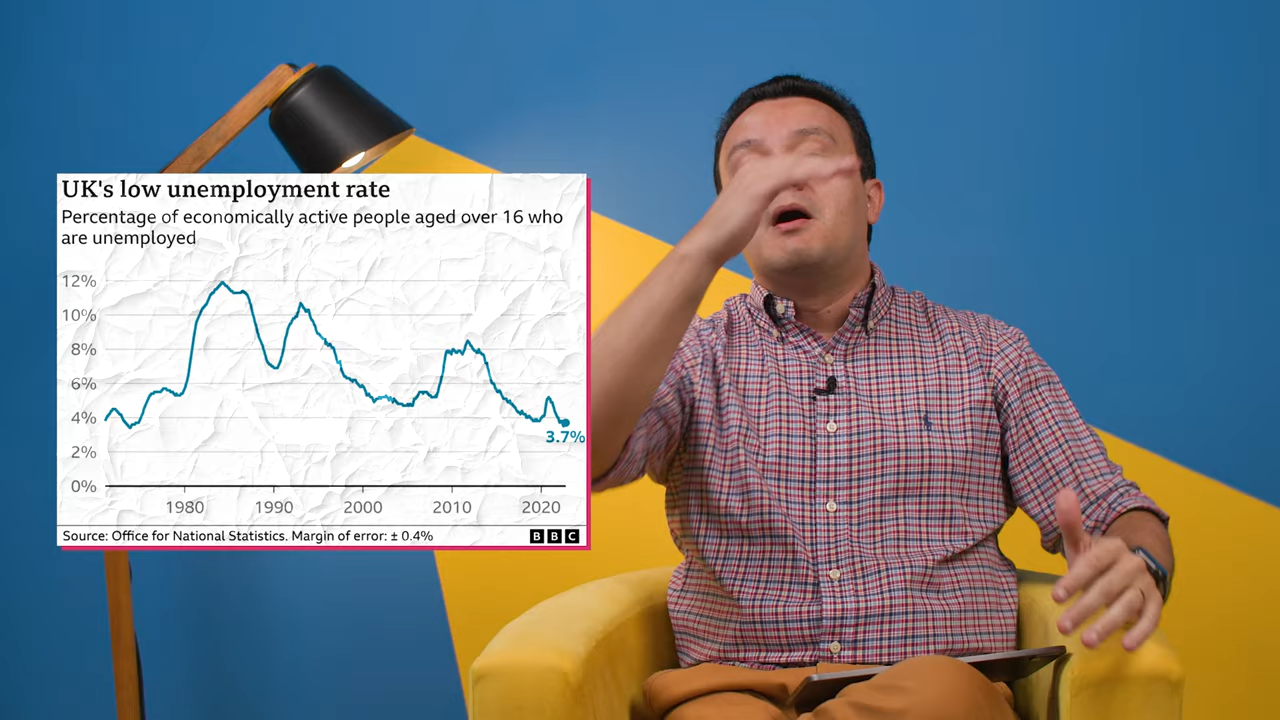 UK's low unemployment rate
Percentage of economically active people aged over 16 who
are unemployed
12%
10%
8%
6%
4%
3.7%
2%
0%
1980 1990 2000 2010 2020
Source: Office for National Statistics. Margin of error: ± 0.4%
BBC